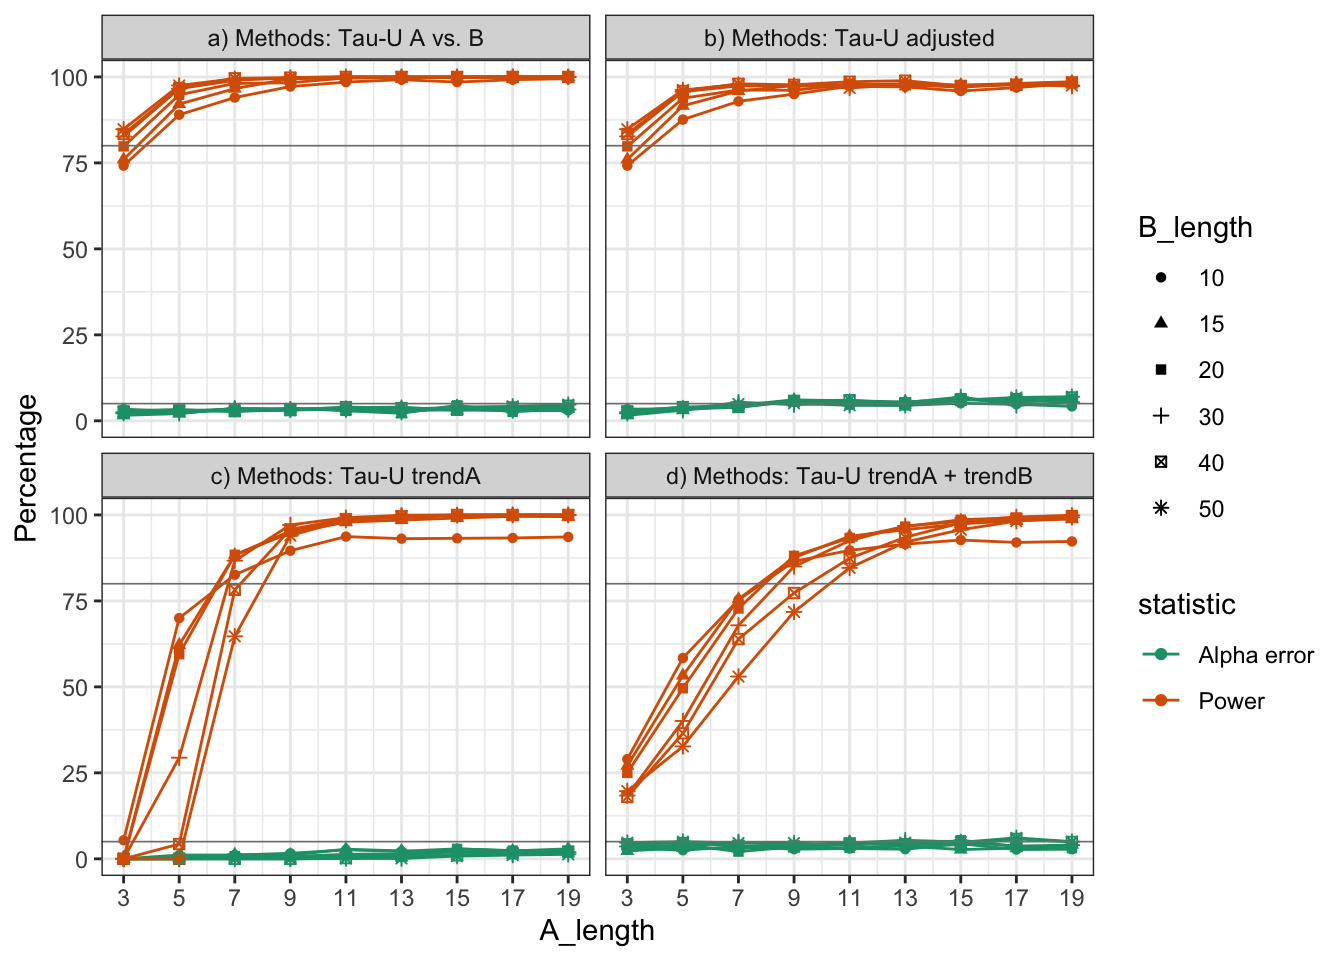 a) Methods: Tau-U A vs. B
b) Methods: Tau-U adjusted
100
75
50
25
0
c) Methods: Tau-U trendA
d) Methods: Tau-U trendA + trendB
100
75
50
25
0
3 5 7 9 11 13 15 17 19
3 5 7 9 11 13 15 17 19
A_length
Percentage
B_length
10
15
20
30
40
50
statistic
Alpha error
Power